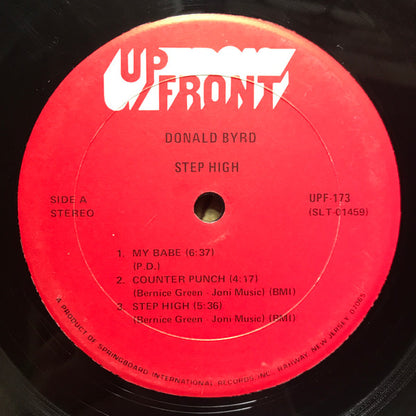 UP FRONT
DONALD BYRD
STEP HIGH
SIDE A
STEREO
UPF-173
(SLT-01459)
1. MY BABE (6:37)
(P.D.)
2. COUNTER PUNCH (4:17)
(Bernice Green - Joni Music) (BMI)
3. STEP HIGH (5:36)
(Bernice Green - Joni Music) (BMI)
A PRODUCT OF SPRINGBOARD INTERNATIONAL RECORDS, INC., RAHWAY, NEW JERSEY 07065